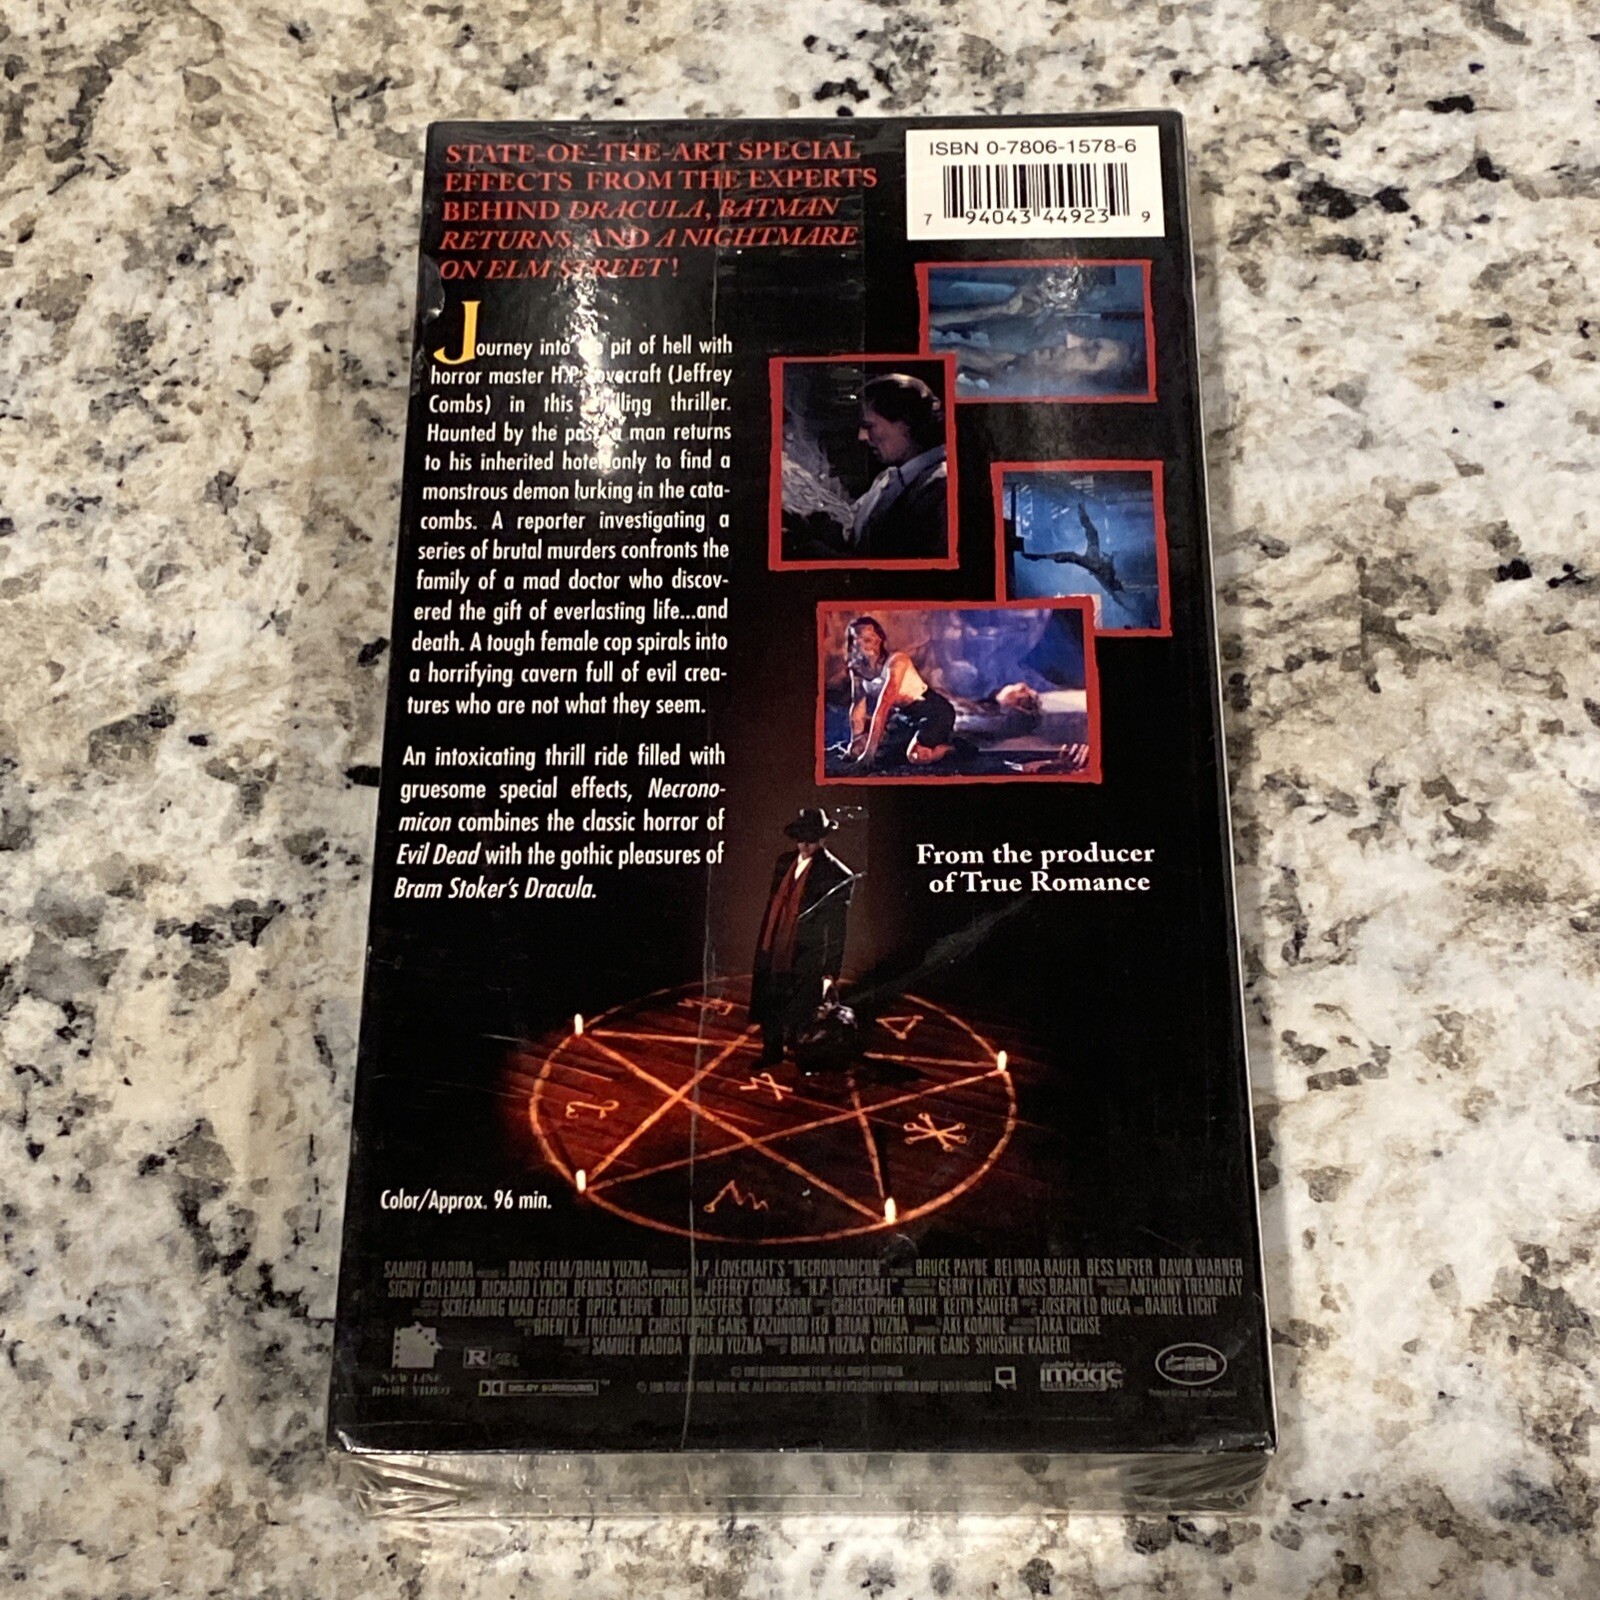 STATE-OF-THE-ART SPECIAL
EFFECTS FROM THE EXPERTS
BEHIND DRACULA, BATMAN
RETURNS, AND A NIGHTMARE
ON ELM STREET!
ISBN 0-7806-1578-6
7 94043 44923 9
Journey into pit of hell with
horror master H.P. Lovecraft (Jeffrey
Combs) in this thriller.
Haunted by the past, a man returns
to his inherited hotel only to find a
monstrous demon lurking in the cata-
combs. A reporter investigating a
series of brutal murders confronts the
family of a mad doctor who discov-
ered the gift of everlasting life...and
death. A tough female cop spirals into
a horrifying cavern full of evil crea-
tures who are not what they seem.
An intoxicating thrill ride filled with
gruesome special effects, Necrono-
micon combines the classic horror of
Evil Dead with the gothic pleasures of
Bram Stoker's Dracula.
From the producer
of True Romance
Color/Approx. 96 min.
SAMUEL HADIDA DAVIS FILM/BRIAN YUZNA H.P. LOVECRAFT'S "NECRONOMICON" BRUCE PAYNE BELINDA BAUER BESS MEYER DAVID WARNER
SIGNY COLEMAN RICHARD LYNCH DENNIS CHRISTOPHER JEFFREY COMBS "H.P. LOVECRAFT" GERRY LIVELY RUSS BRANDT ANTHONY TREMBLAY
SCREAMING MAD GEORGE OPTIC NERVE TODD MASTERS TOM SAVINI CHRISTOPHER ROTH KEITH SAUTER JOSEPH LO DUCA DANIEL LICHT
BRENT V. FRIEDMAN CHRISTOPHE GANS KAZUNORI ITO BRIAN YUZNA AKI KOMINE TAKA ICHISE
SAMUEL HADIDA BRIAN YUZNA BRIAN YUZNA CHRISTOPHE GANS SHUSUKE KANEKO
NEW LINE
HOME VIDEO
R
DOLBY SURROUND
image
ENTERTAINMENT